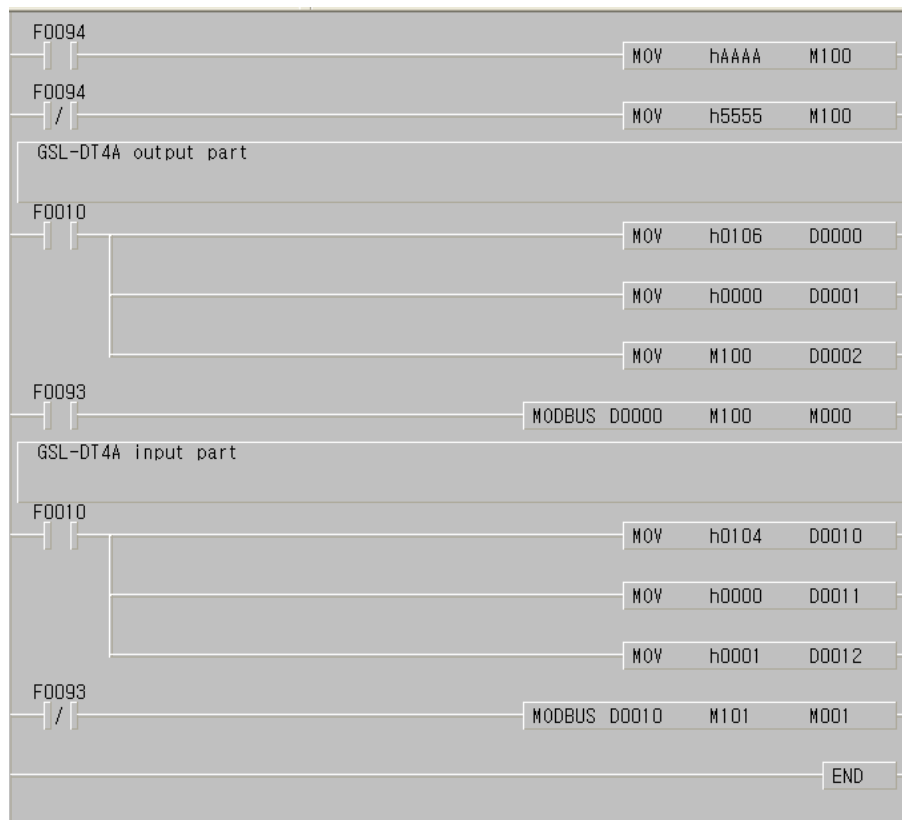 F0094
MOV hAAAA M100
F0094
/
MOV h5555 M100
GSL-DT4A output part
F0010
MOV h0106 D0000
MOV h0000 D0001
MOV M100 D0002
F0093
MODBUS D0000 M100 M000
GSL-DT4A input part
F0010
MOV h0104 D0010
MOV h0000 D0011
MOV h0001 D0012
F0093
/
MODBUS D0010 M101 M001
END